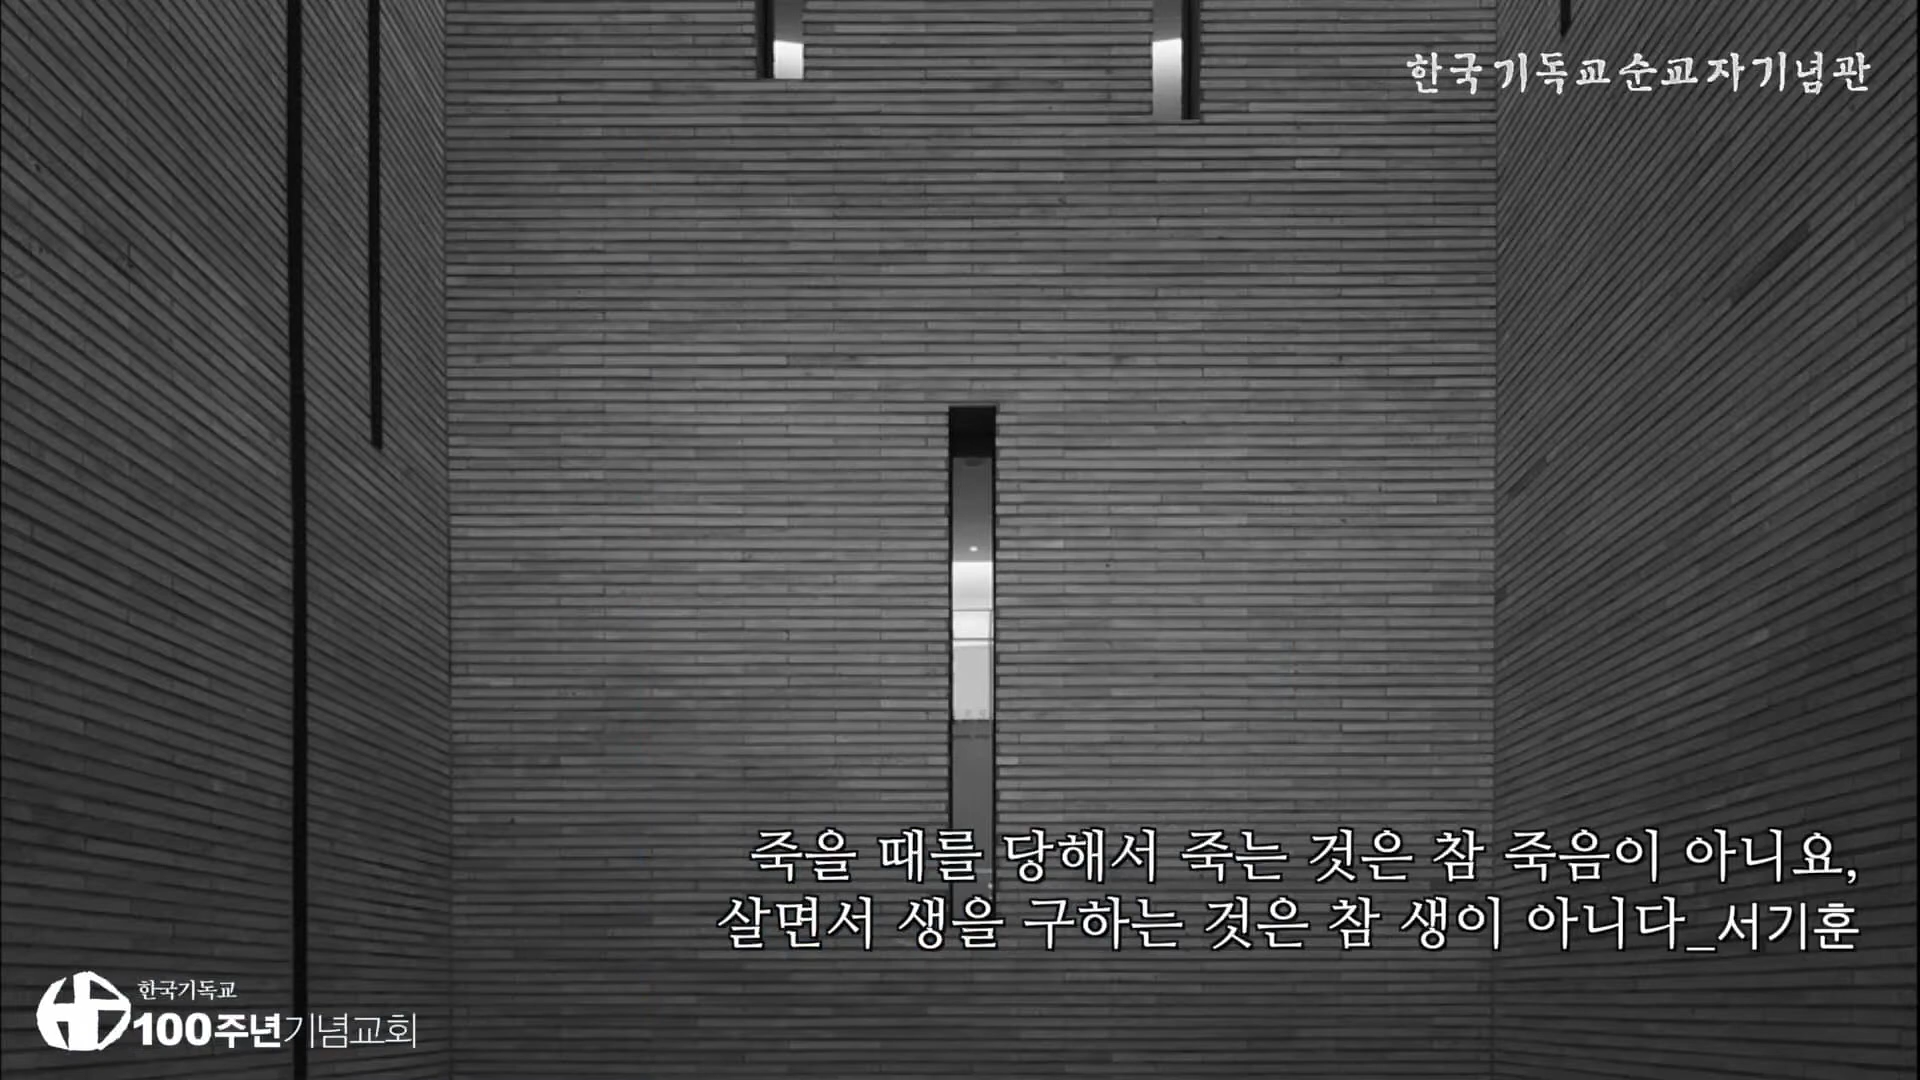 한국기독교순교자기념관
죽을 때를 당해서 죽는 것은 참 죽음이 아니요,
살면서 생을 구하는 것은 참 생이 아니다_서기훈
한국기독교
100주년기념교회